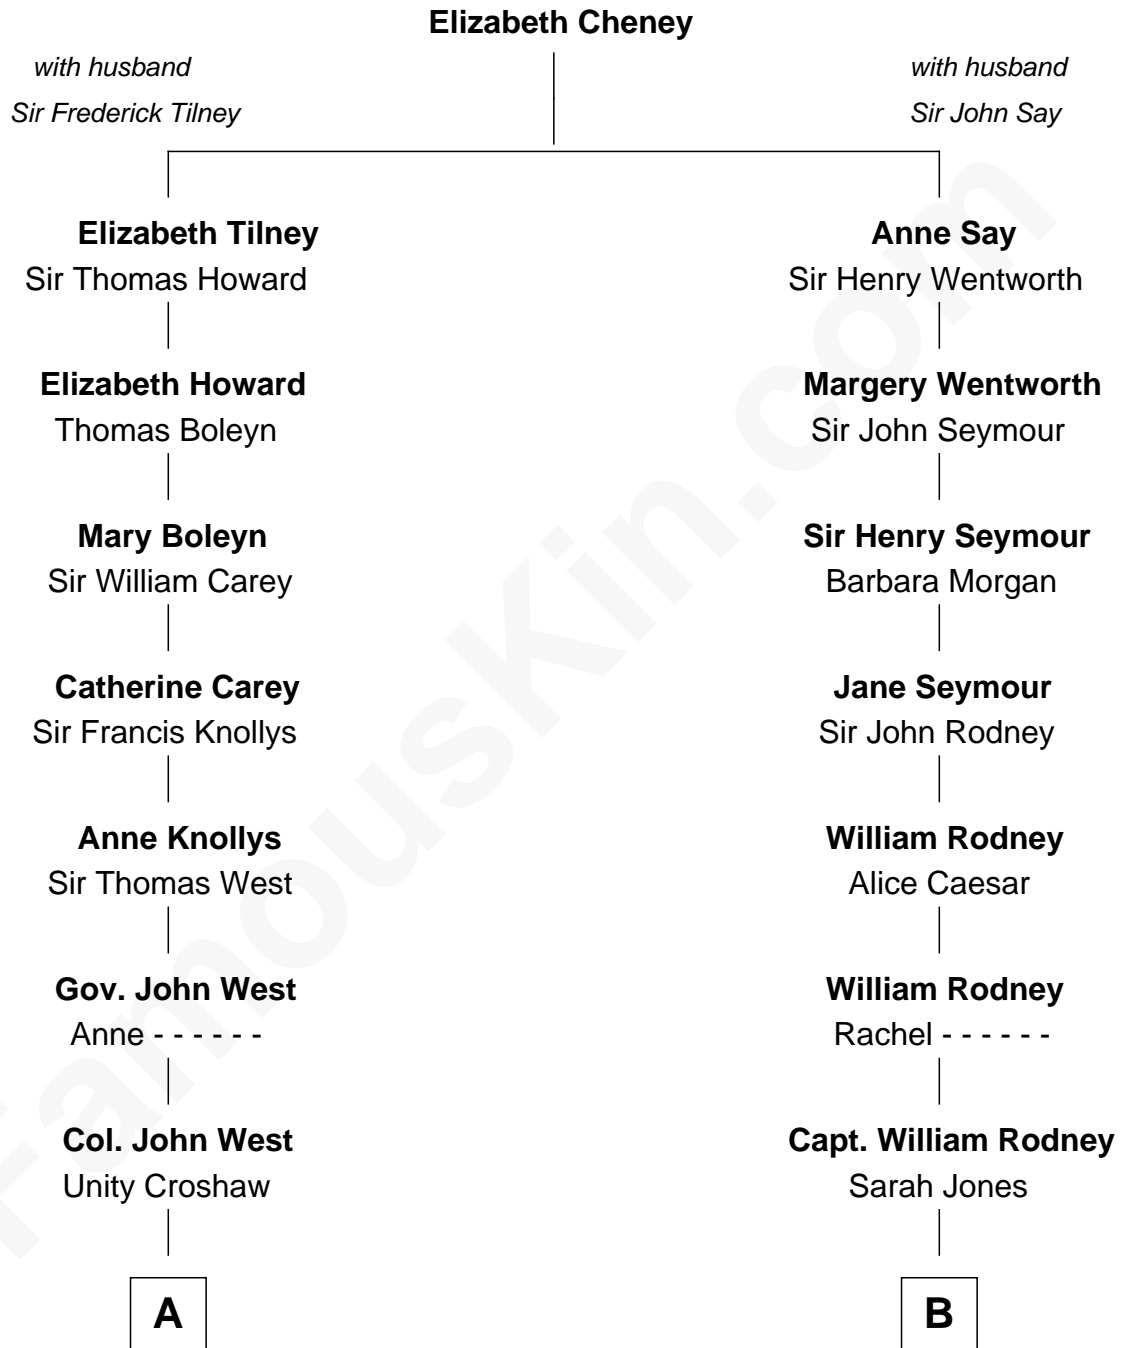 Elizabeth Cheney
with husband
Sir Frederick Tilney
with husband
Sir John Say
Elizabeth Tilney
Sir Thomas Howard
Anne Say
Sir Henry Wentworth
Elizabeth Howard
Thomas Boleyn
Margery Wentworth
Sir John Seymour
Mary Boleyn
Sir William Carey
Sir Henry Seymour
Barbara Morgan
Catherine Carey
Sir Francis Knollys
Jane Seymour
Sir John Rodney
Anne Knollys
Sir Thomas West
William Rodney
Alice Caesar
Gov. John West
Anne - - - - - -
William Rodney
Rachel - - - - - -
Col. John West
Unity Croshaw
Capt. William Rodney
Sarah Jones
A
B
FamousKin.com